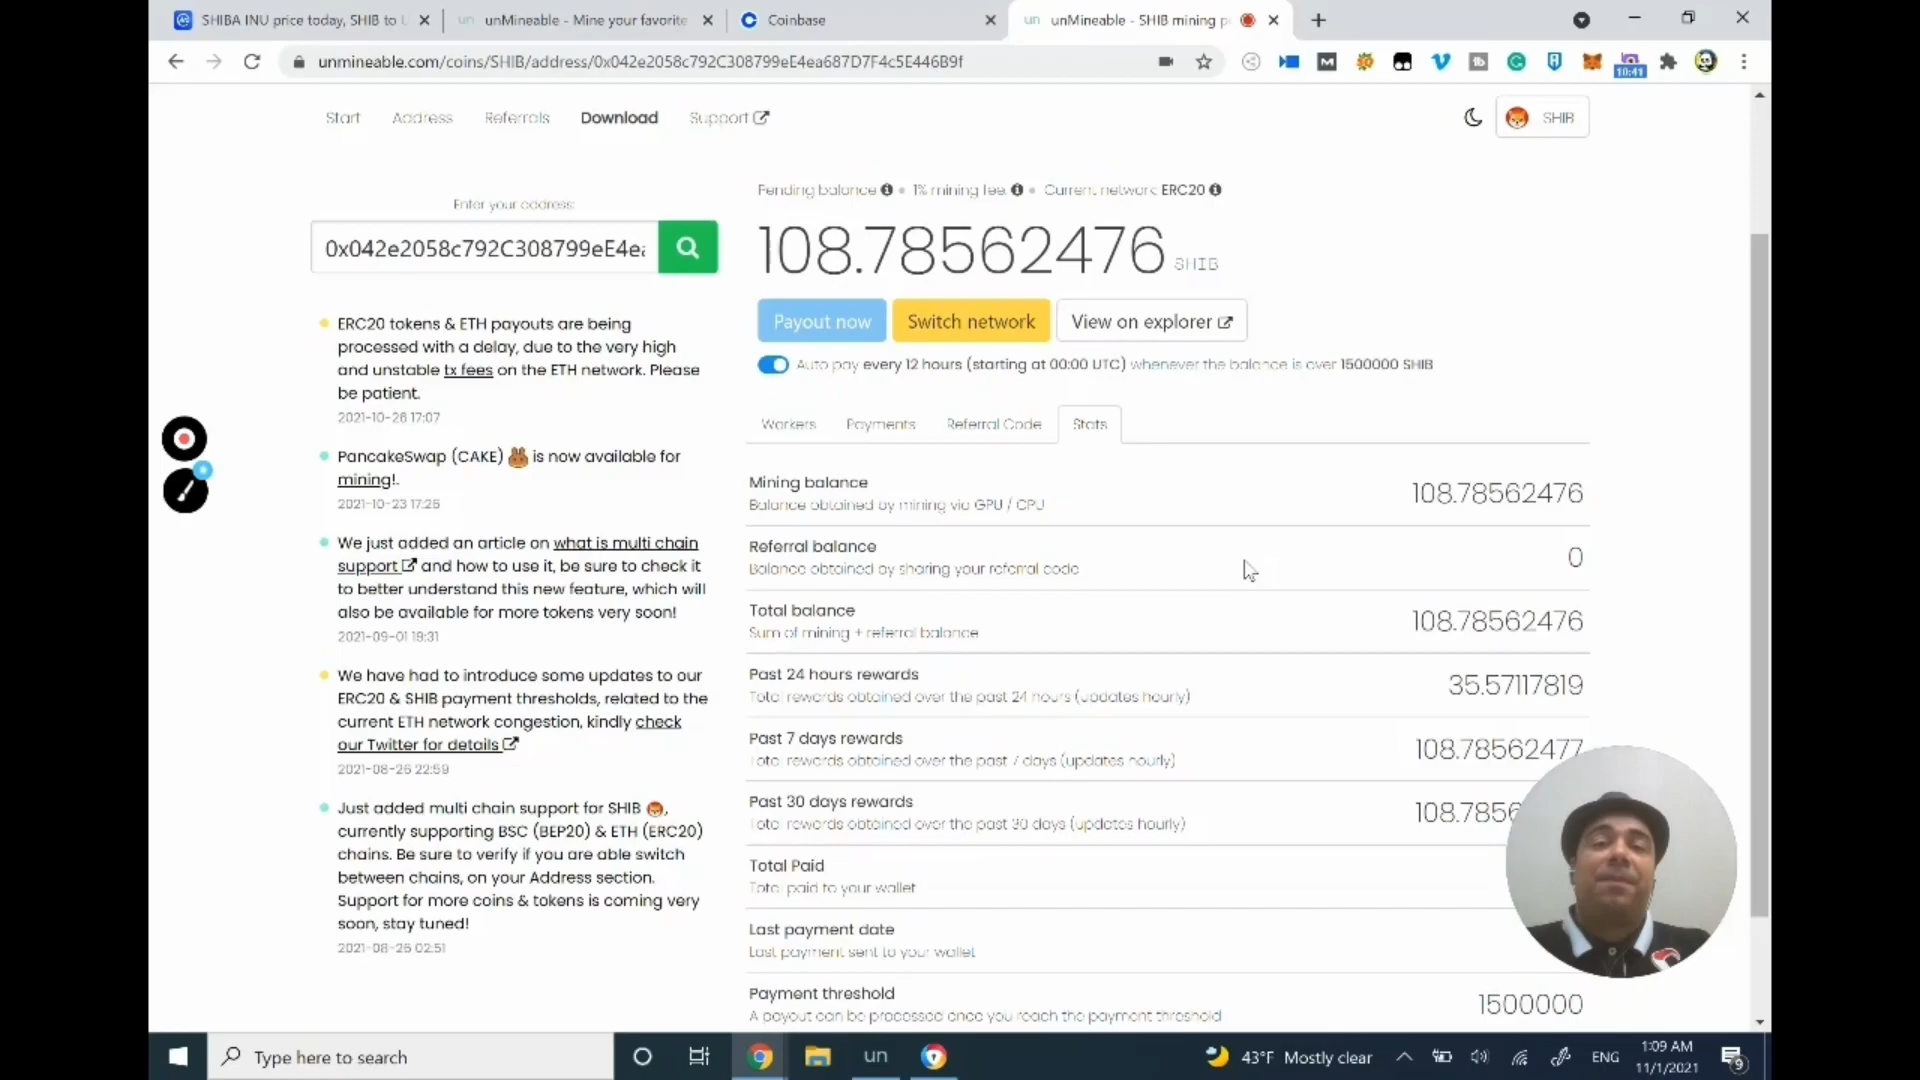 SHIBA INU price today, SHIB to U
unMineable - Mine your favorite
Coinbase
unMineable - SHIB mining p
unmineable.com/coins/SHIB/address/0x042e2058c792C308799eE4ea687D7F4c5E446B9f
10:41
Start Address Referrals Download Support
SHIB
Enter your address:
0x042e2058c792C308799eE4ea
ERC20 tokens & ETH payouts are being
processed with a delay, due to the very high
and unstable tx fees on the ETH network. Please
be patient.
2021-10-26 17:07
PancakeSwap (CAKE) is now available for
mining!.
2021-10-23 17:25
We just added an article on what is multi chain
support and how to use it, be sure to check it
to better understand this new feature, which will
also be available for more tokens very soon!
2021-09-01 19:31
We have had to introduce some updates to our
ERC20 & SHIB payment thresholds, related to the
current ETH network congestion, kindly check
our Twitter for details
2021-08-26 22:59
Just added multi chain support for SHIB ,
currently supporting BSC (BEP20) & ETH (ERC20)
chains. Be sure to verify if you are able switch
between chains, on your Address section.
Support for more coins & tokens is coming very
soon, stay tuned!
2021-08-26 02:51
Pending balance • 1% mining fee • Current network ERC20
108.78562476 SHIB
Payout now Switch network View on explorer
Auto pay every 12 hours (starting at 00:00 UTC) whenever the balance is over 1500000 SHIB
Workers Payments Referral Code Stats
Mining balance
Balance obtained by mining via GPU / CPU
108.78562476
Referral balance
Balance obtained by sharing your referral code
0
Total balance
Sum of mining + referral balance
108.78562476
Past 24 hours rewards
Total rewards obtained over the past 24 hours (updates hourly)
35.57117819
Past 7 days rewards
Total rewards obtained over the past 7 days (updates hourly)
108.78562477
Past 30 days rewards
Total rewards obtained over the past 30 days (updates hourly)
108.7856
Total Paid
Total paid to your wallet
Last payment date
Last payment sent to your wallet
Payment threshold
A payout can be processed once you reach the payment threshold
1500000
Type here to search
un
43°F Mostly clear
ENG
1:09 AM
11/1/2021
9